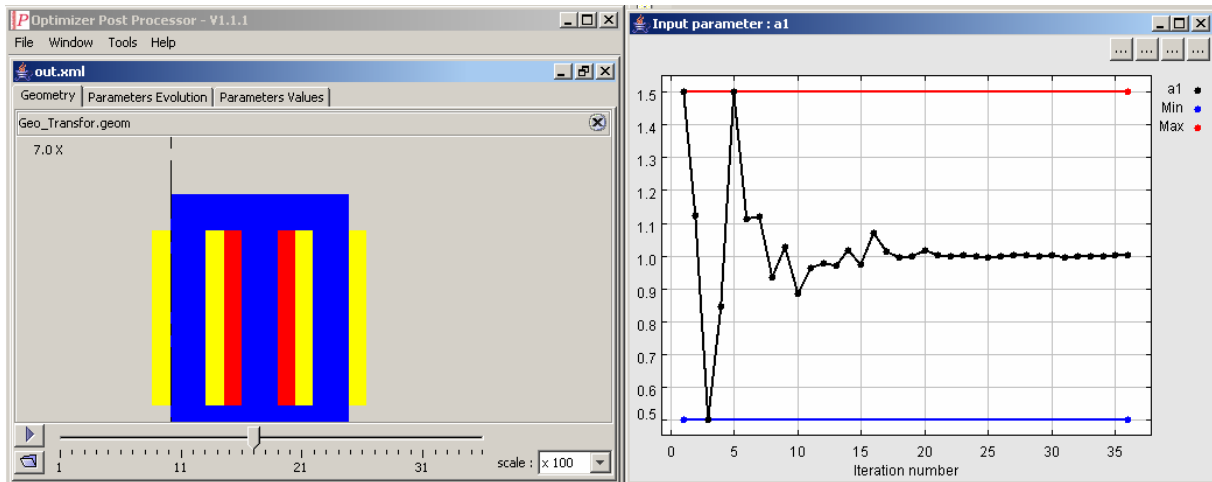 Optimizer Post Processor - V1.1.1
File Window Tools Help
out.xml
Geometry Parameters Evolution Parameters Values
Geo_Transfor.geom
7.0 X
1 11 21 31
scale : x 100
Input parameter : a1
... ... ... ...
a1
Min
Max
1.5
1.4
1.3
1.2
1.1
1.0
0.9
0.8
0.7
0.6
0.5
0 5 10 15 20 25 30 35
Iteration number